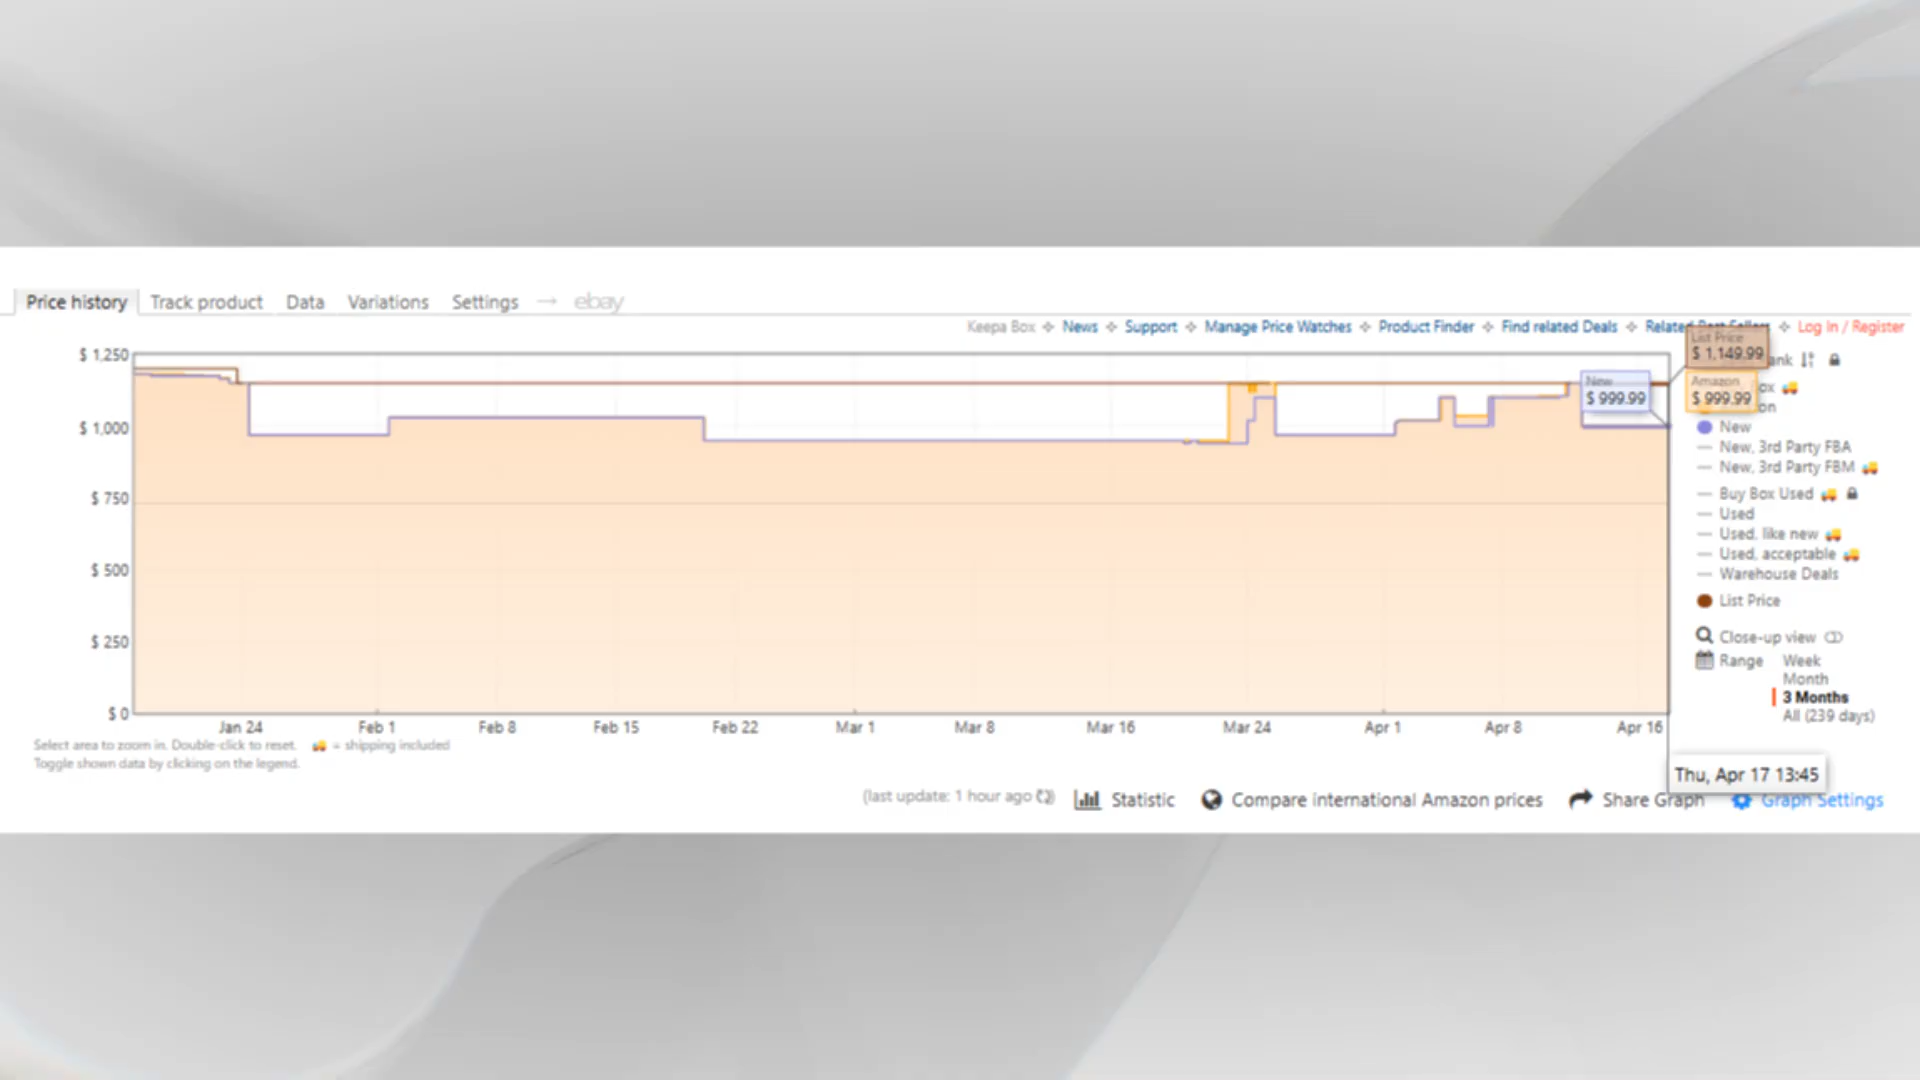 Price history Track product Data Variations Settings → ebay
Keepa Box News Support Manage Price Watches Product Finder Find related Deals Related Log In / Register
List Price
$ 1,149.99
ank
$ 1,250
New
$ 999.99
Amazon
$ 999.99
ox
on
$ 1,000
New
New, 3rd Party FBA
New, 3rd Party FBM
$ 750
Buy Box Used
Used
Used, like new
Used, acceptable
$ 500
Warehouse Deals
List Price
$ 250
Close-up view
Range Week
Month
3 Months
All (239 days)
$ 0
Jan 24 Feb 1 Feb 8 Feb 15 Feb 22 Mar 1 Mar 8 Mar 16 Mar 24 Apr 1 Apr 8 Apr 16
Select area to zoom in. Double-click to reset. = shipping included
Toggle shown data by clicking on the legend.
Thu, Apr 17 13:45
(last update: 1 hour ago) Statistic Compare international Amazon prices Share Graph Graph Settings